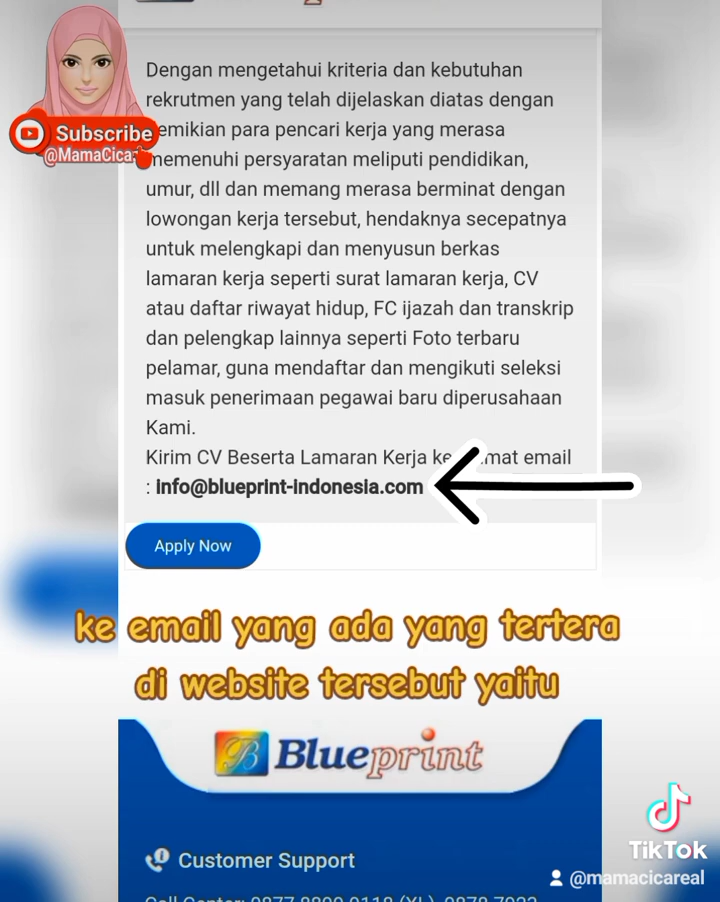 Subscribe
@MamaCica
Dengan mengetahui kriteria dan kebutuhan
rekrutmen yang telah dijelaskan diatas dengan
demikian para pencari kerja yang merasa
memenuhi persyaratan meliputi pendidikan,
umur, dll dan memang merasa berminat dengan
lowongan kerja tersebut, hendaknya secepatnya
untuk melengkapi dan menyusun berkas
lamaran kerja seperti surat lamaran kerja, CV
atau daftar riwayat hidup, FC ijazah dan transkrip
dan pelengkap lainnya seperti Foto terbaru
pelamar, guna mendaftar dan mengikuti seleksi
masuk penerimaan pegawai baru diperusahaan
Kami.
Kirim CV Beserta Lamaran Kerja ke email
: info@blueprint-indonesia.com
Apply Now
ke email yang ada yang tertera
di website tersebut yaitu
B Blueprint
Customer Support
TikTok
@mamacicareal